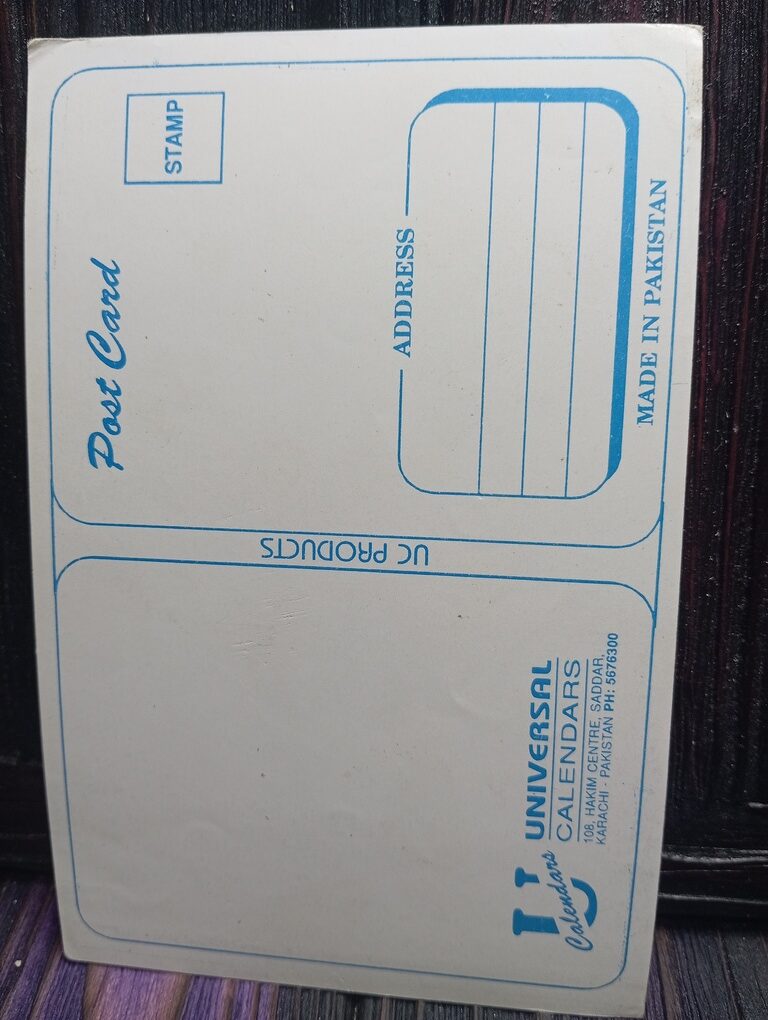 Post Card
STAMP
ADDRESS
MADE IN PAKISTAN
UC PRODUCTS
Calendars
UNIVERSAL
CALENDARS
108, HAKIM CENTRE, SADDAR,
KARACHI - PAKISTAN PH: 5676300